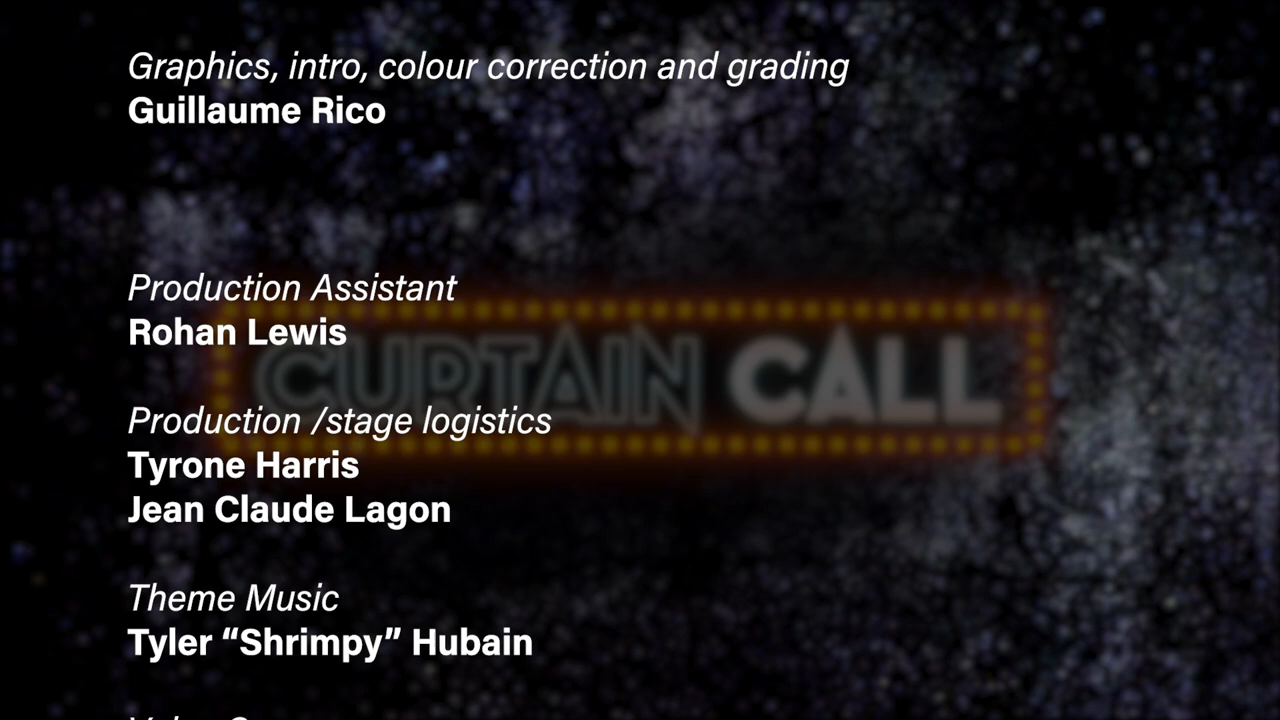 Graphics, intro, colour correction and grading
Guillaume Rico
Production Assistant
Rohan Lewis
CURTAIN CALL
Production /stage logistics
Tyrone Harris
Jean Claude Lagon
Theme Music
Tyler “Shrimpy” Hubain